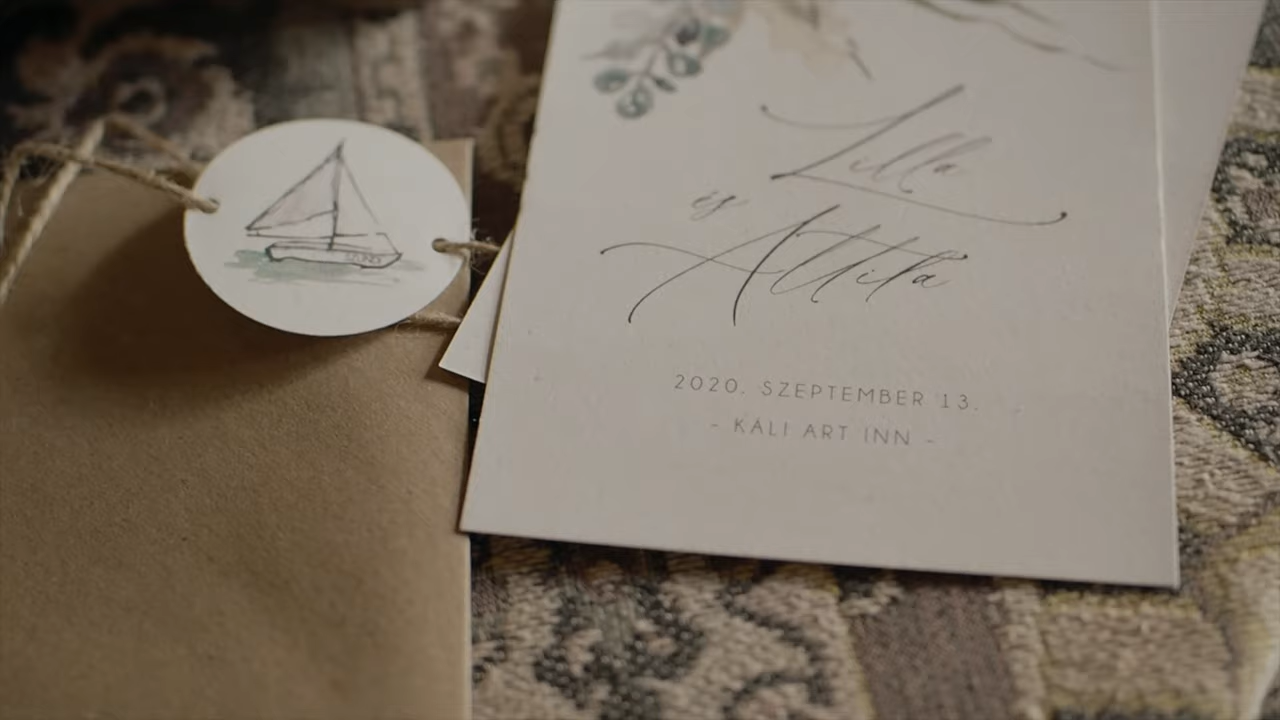 Lilla
és
Attila
2020. SZEPTEMBER 13.
- KÁLI ART INN -